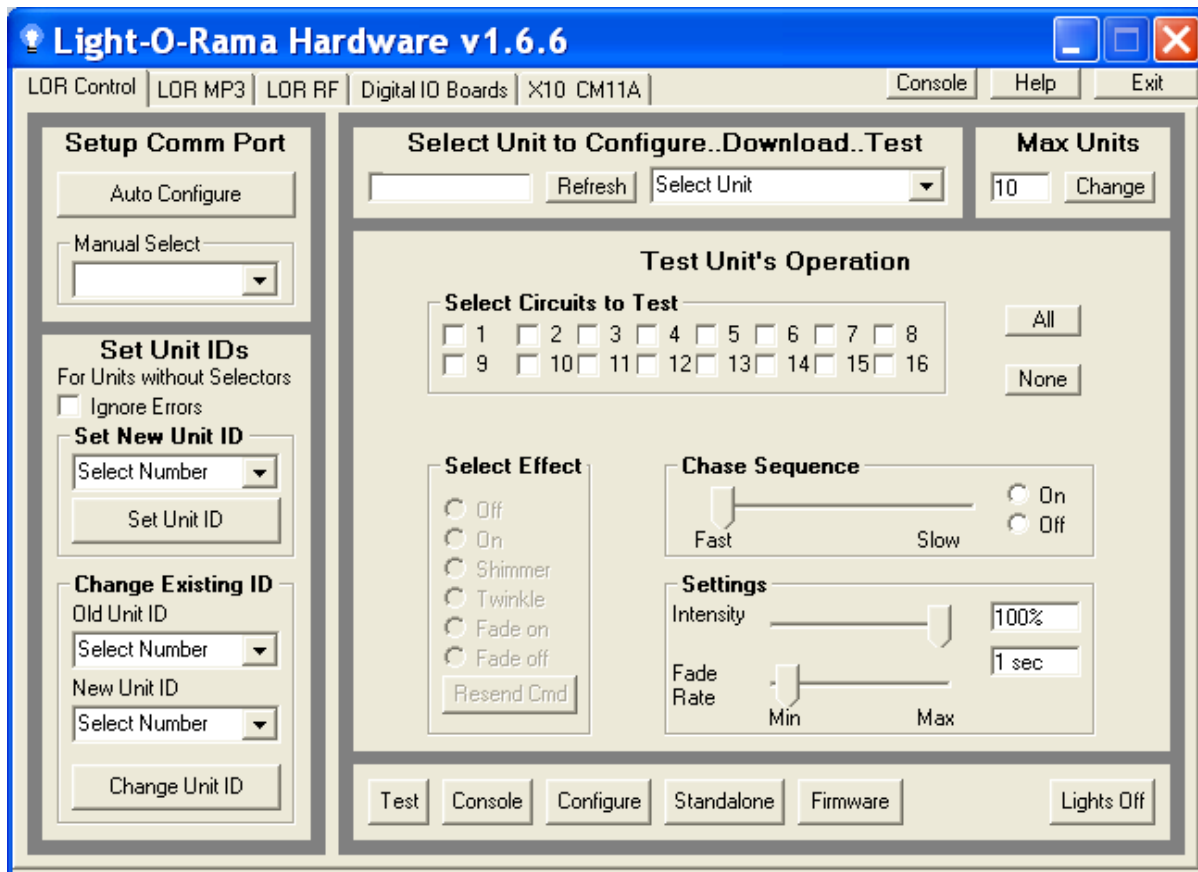 Light-O-Rama Hardware v1.6.6
LOR Control LOR MP3 LOR RF Digital IO Boards X10 CM11A Console Help Exit
Setup Comm Port
Auto Configure
Manual Select
Set Unit IDs
For Units without Selectors
Ignore Errors
Set New Unit ID
Select Number
Set Unit ID
Change Existing ID
Old Unit ID
Select Number
New Unit ID
Select Number
Change Unit ID
Select Unit to Configure..Download..Test
Refresh Select Unit
Max Units
10 Change
Test Unit's Operation
Select Circuits to Test
1 2 3 4 5 6 7 8
9 10 11 12 13 14 15 16
All
None
Select Effect
Off
On
Shimmer
Twinkle
Fade on
Fade off
Resend Cmd
Chase Sequence
Fast Slow
On
Off
Settings
Intensity 100%
1 sec
Fade
Rate
Min Max
Test Console Configure Standalone Firmware Lights Off